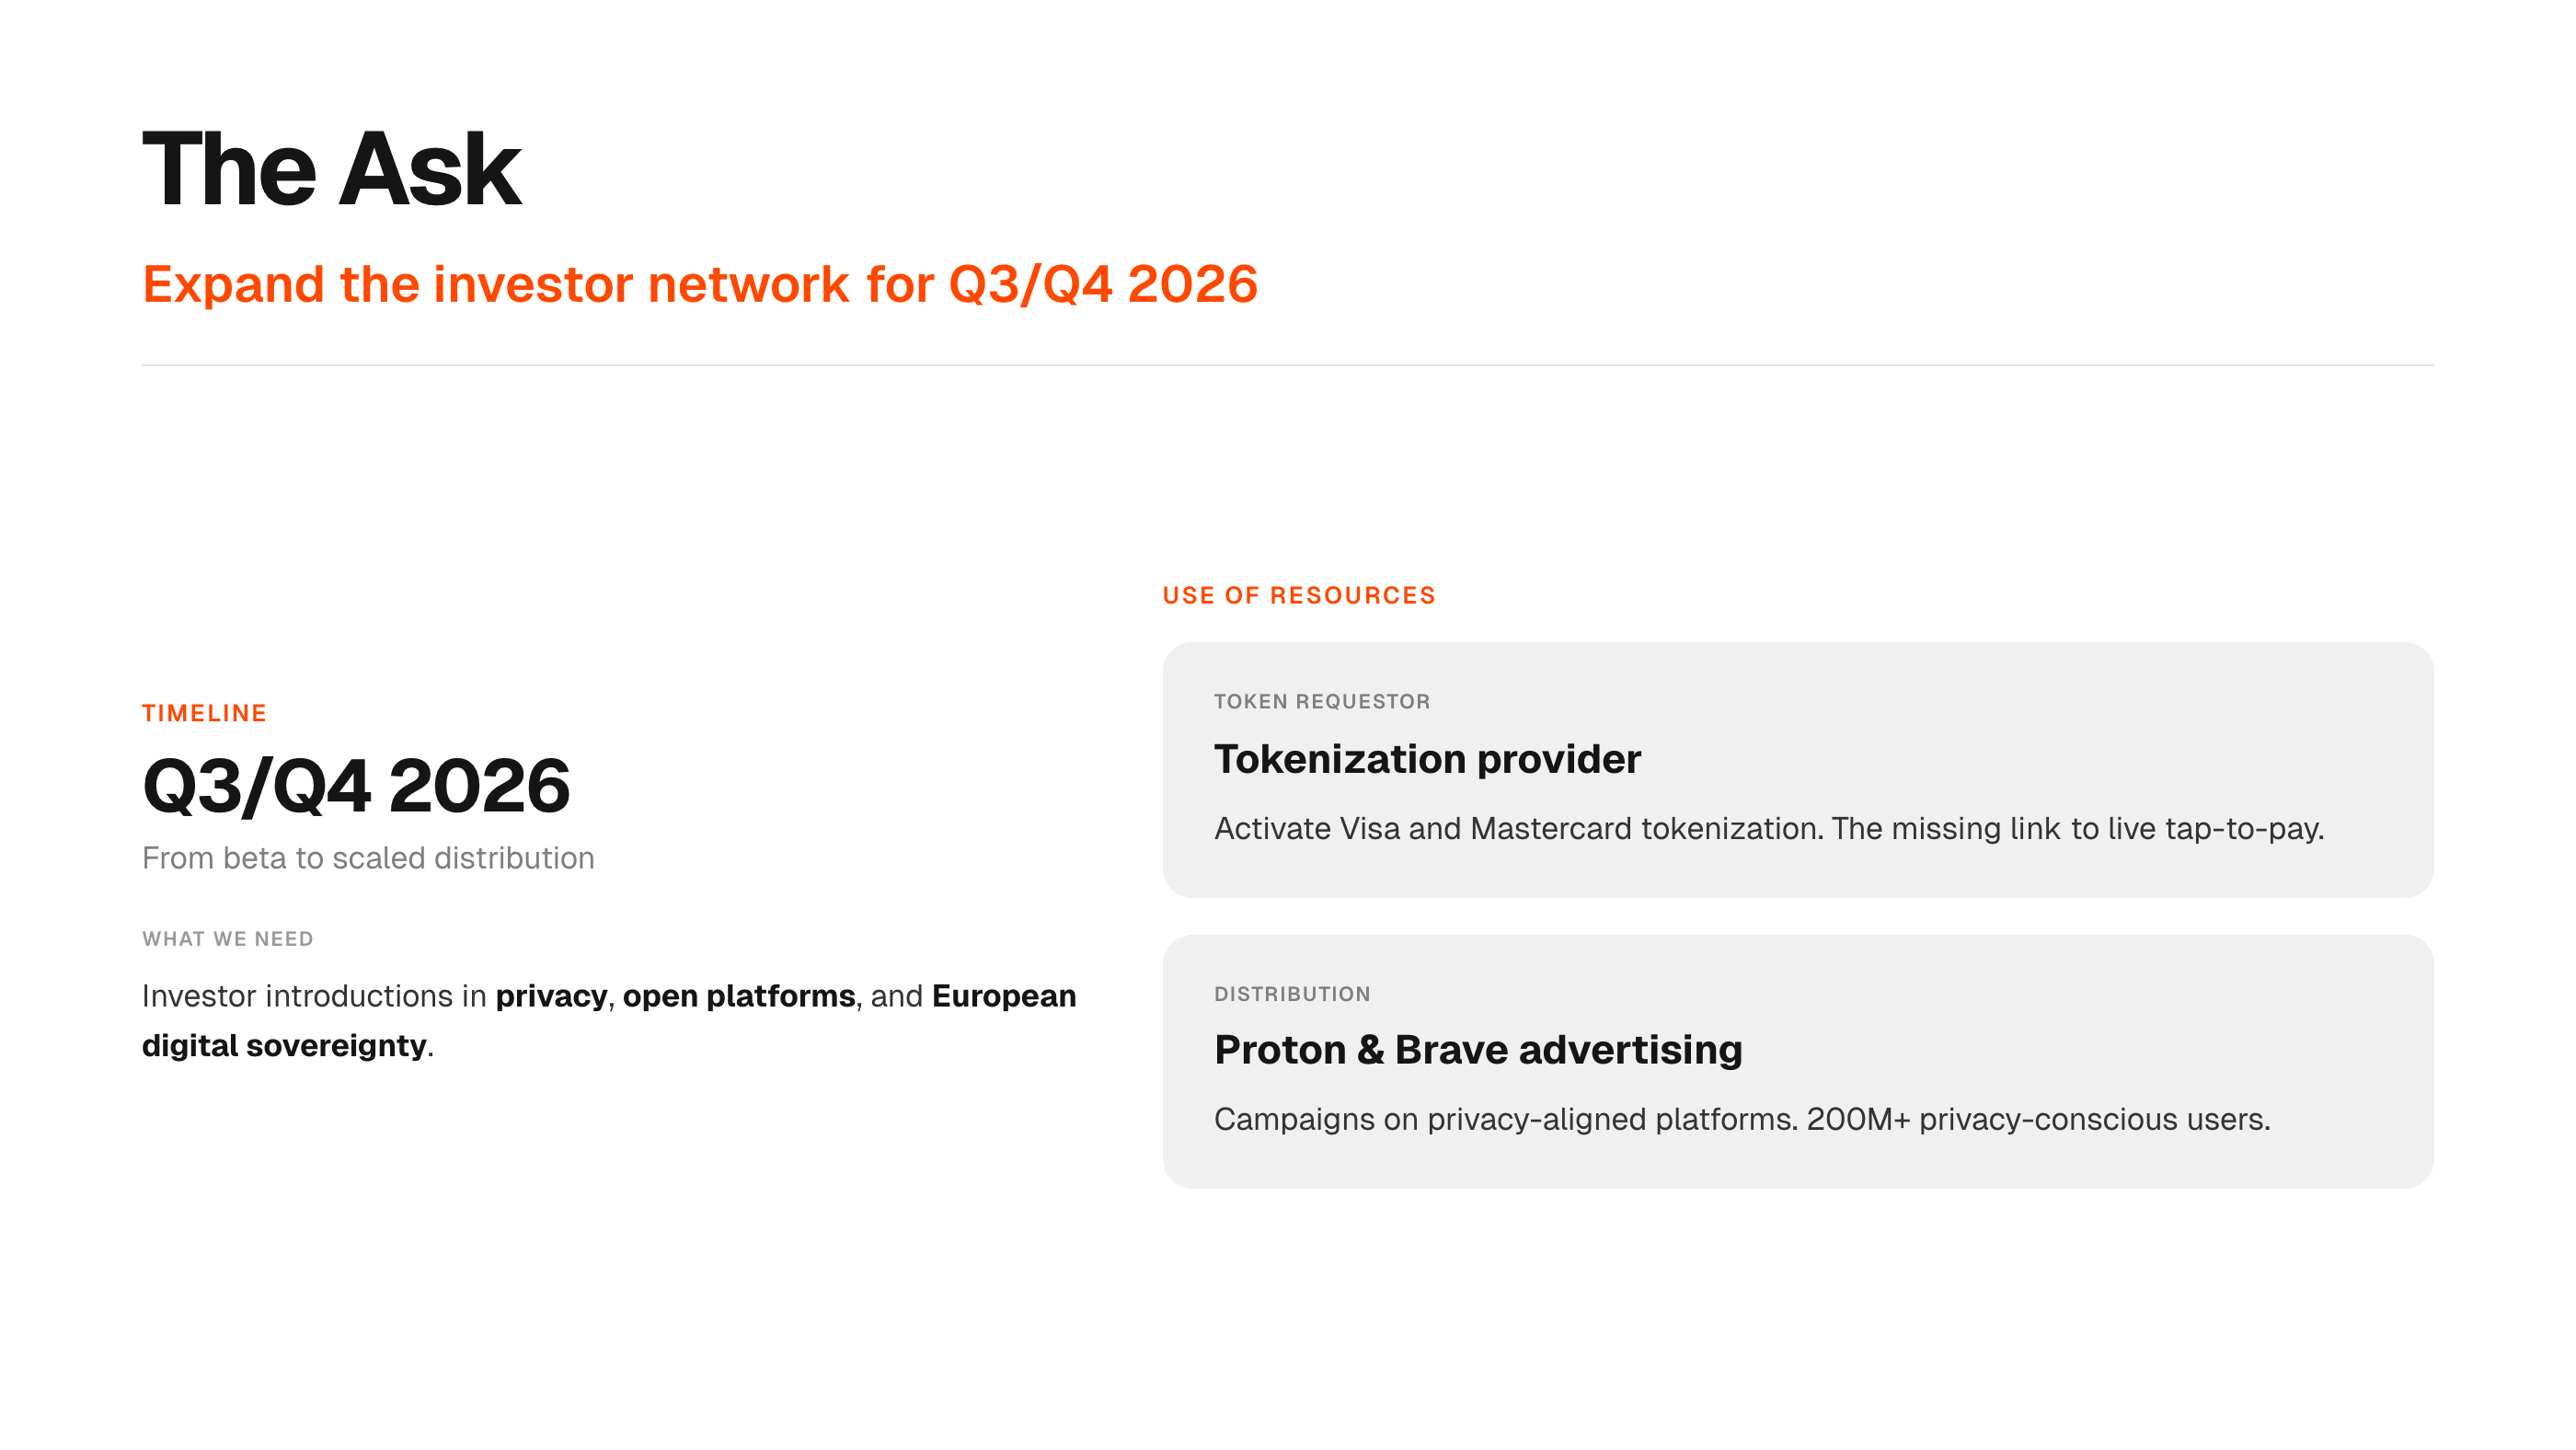 The Ask
Expand the investor network for Q3/Q4 2026
TIMELINE
Q3/Q4 2026
From beta to scaled distribution
WHAT WE NEED
Investor introductions in privacy, open platforms, and European
digital sovereignty.
USE OF RESOURCES
TOKEN REQUESTOR
Tokenization provider
Activate Visa and Mastercard tokenization. The missing link to live tap-to-pay.
DISTRIBUTION
Proton & Brave advertising
Campaigns on privacy-aligned platforms. 200M+ privacy-conscious users.